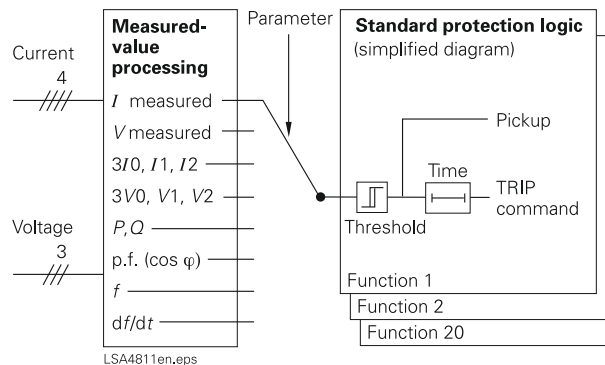 Measured-
value
processing
Parameter
Standard protection logic
(simplified diagram)
Current
4
I measured
V measured
3I0, I1, I2
3V0, V1, V2
P,Q
p.f. (cos φ)
f
df/dt
Voltage
3
Pickup
Time
TRIP
command
Threshold
Function 1
Function 2
Function 20
LSA4811en.eps